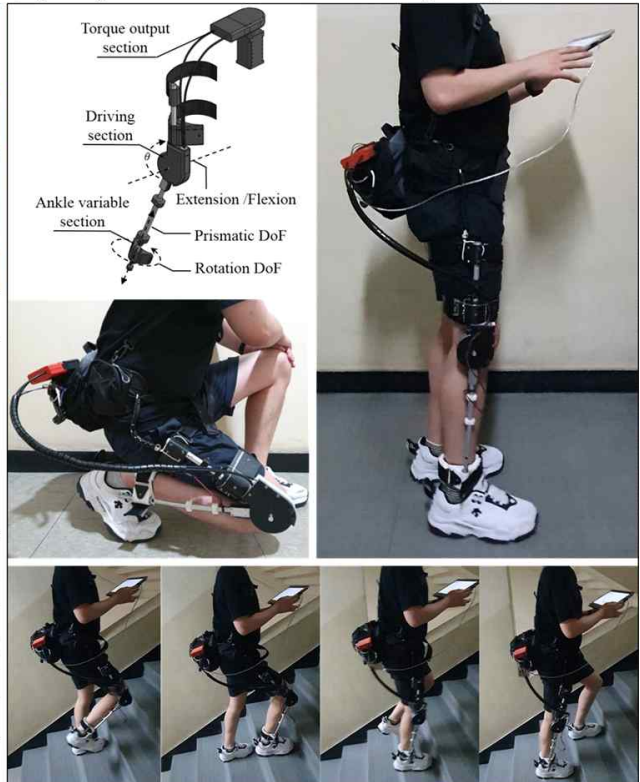 Torque output
section
Driving
section
θ
Extension /Flexion
Ankle variable
section
Prismatic DoF
Rotation DoF